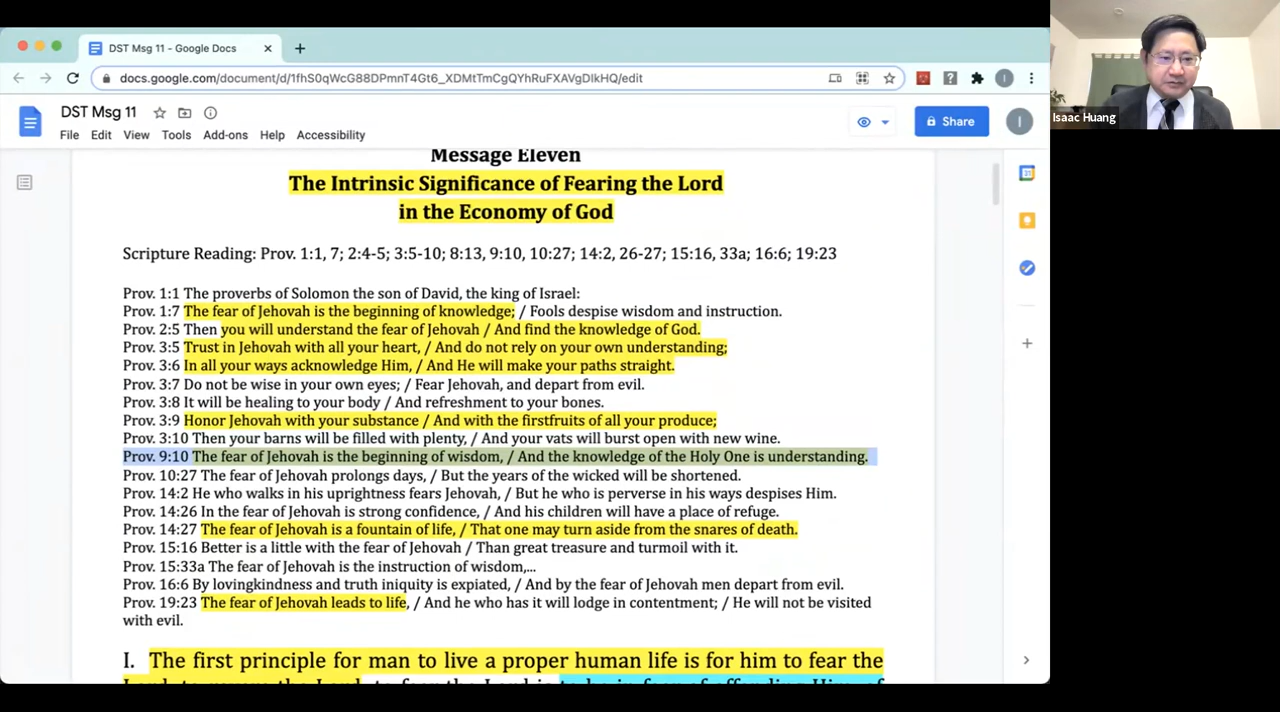 DST Msg 11 - Google Docs
docs.google.com/document/d/1fhS0qWcG88DPmnT4Gt6_XDMtTmCgQYhRuFXAVgDlkHQ/edit
DST Msg 11
File Edit View Tools Add-ons Help Accessibility
Share
I
I
31
Isaac Huang
Message Eleven
The Intrinsic Significance of Fearing the Lord
in the Economy of God
Scripture Reading: Prov. 1:1, 7; 2:4-5; 3:5-10; 8:13, 9:10, 10:27; 14:2, 26-27; 15:16, 33a; 16:6; 19:23
Prov. 1:1 The proverbs of Solomon the son of David, the king of Israel:
Prov. 1:7 The fear of Jehovah is the beginning of knowledge; / Fools despise wisdom and instruction.
Prov. 2:5 Then you will understand the fear of Jehovah / And find the knowledge of God.
Prov. 3:5 Trust in Jehovah with all your heart, / And do not rely on your own understanding;
Prov. 3:6 In all your ways acknowledge Him, / And He will make your paths straight.
Prov. 3:7 Do not be wise in your own eyes; / Fear Jehovah, and depart from evil.
Prov. 3:8 It will be healing to your body / And refreshment to your bones.
Prov. 3:9 Honor Jehovah with your substance / And with the firstfruits of all your produce;
Prov. 3:10 Then your barns will be filled with plenty, / And your vats will burst open with new wine.
Prov. 9:10 The fear of Jehovah is the beginning of wisdom, / And the knowledge of the Holy One is understanding.
Prov. 10:27 The fear of Jehovah prolongs days, / But the years of the wicked will be shortened.
Prov. 14:2 He who walks in his uprightness fears Jehovah, / But he who is perverse in his ways despises Him.
Prov. 14:26 In the fear of Jehovah is strong confidence, / And his children will have a place of refuge.
Prov. 14:27 The fear of Jehovah is a fountain of life, / That one may turn aside from the snares of death.
Prov. 15:16 Better is a little with the fear of Jehovah / Than great treasure and turmoil with it.
Prov. 15:33a The fear of Jehovah is the instruction of wisdom,...
Prov. 16:6 By lovingkindness and truth iniquity is expiated, / And by the fear of Jehovah men depart from evil.
Prov. 19:23 The fear of Jehovah leads to life, / And he who has it will lodge in contentment; / He will not be visited
with evil.
I. The first principle for man to live a proper human life is for him to fear the
Lord, to revere the Lord, to fear the Lord is to be in fear of offending Him, of